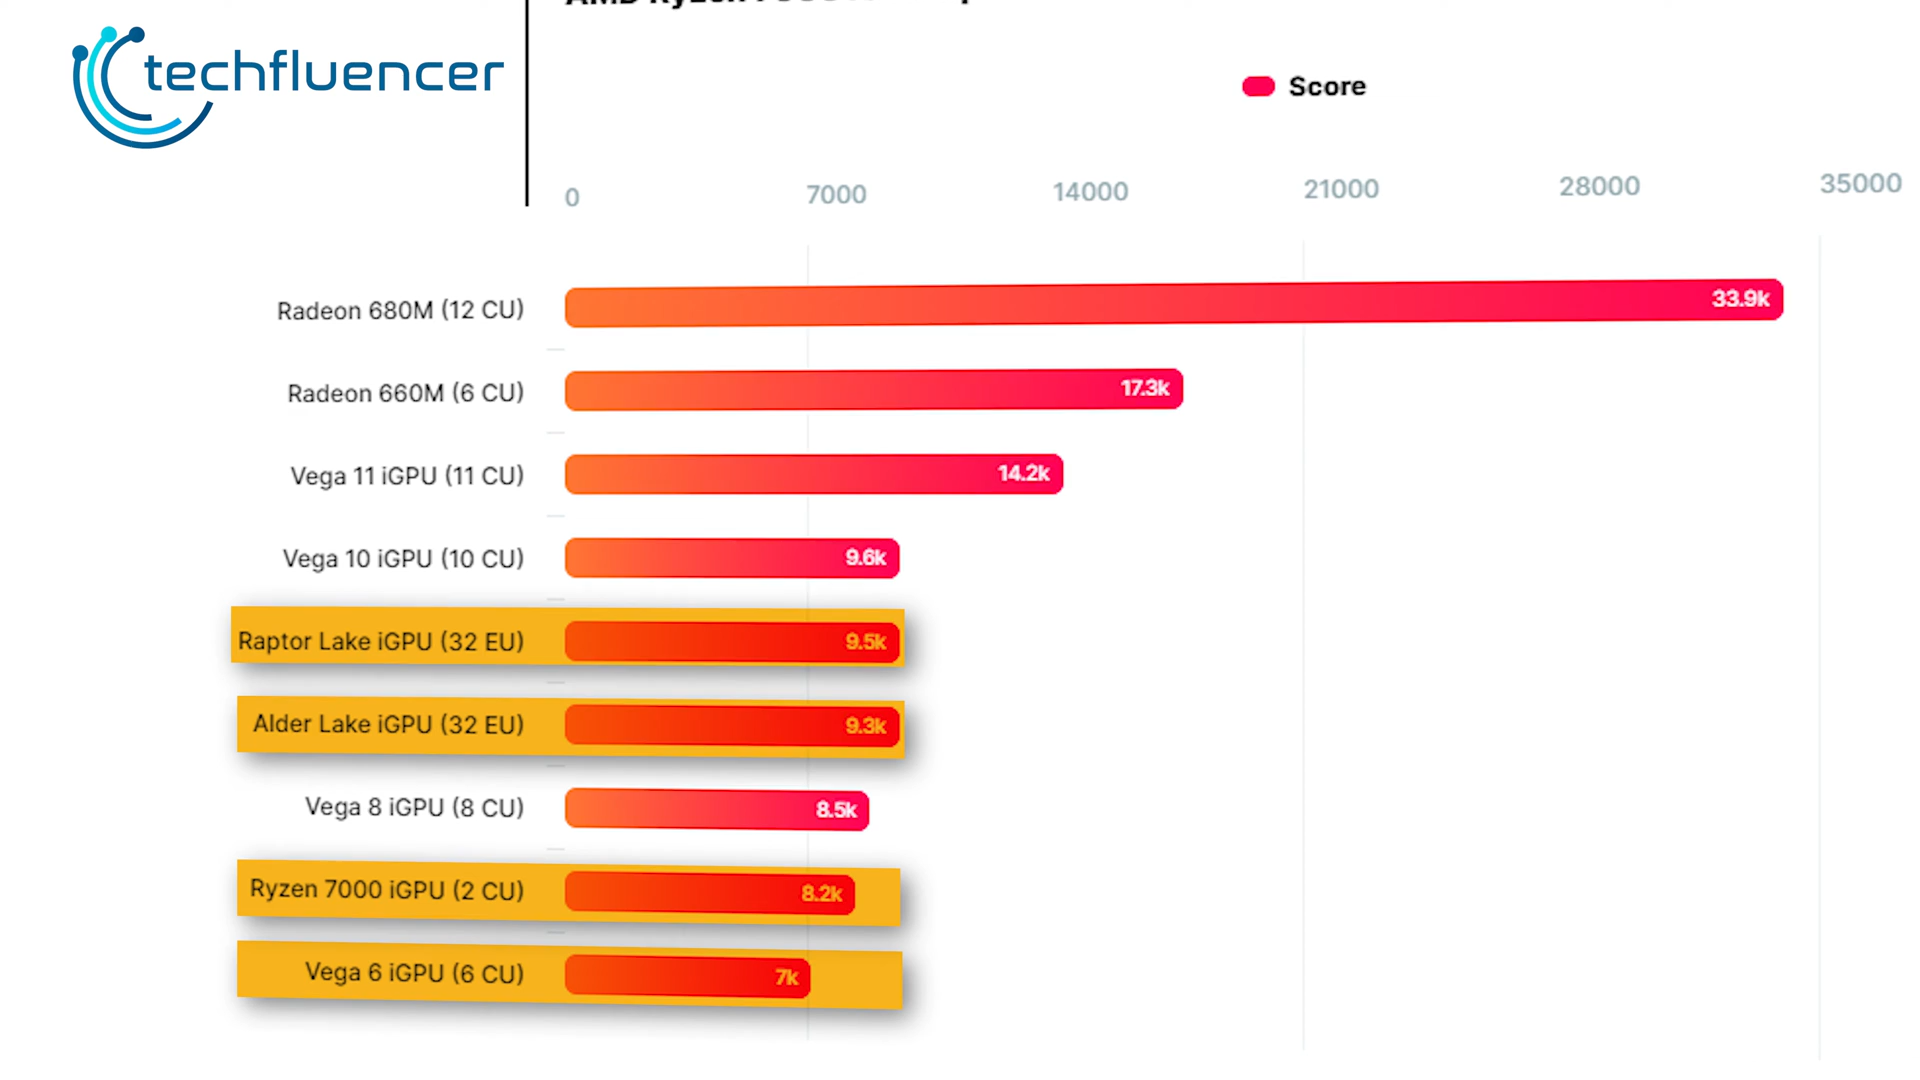 techfluencer
Score
0 7000 14000 21000 28000 35000
Radeon 680M (12 CU) 33.9k
Radeon 660M (6 CU) 17.3k
Vega 11 iGPU (11 CU) 14.2k
Vega 10 iGPU (10 CU) 9.6k
Raptor Lake iGPU (32 EU) 9.5k
Alder Lake iGPU (32 EU) 9.3k
Vega 8 iGPU (8 CU) 8.5k
Ryzen 7000 iGPU (2 CU) 8.2k
Vega 6 iGPU (6 CU) 7k